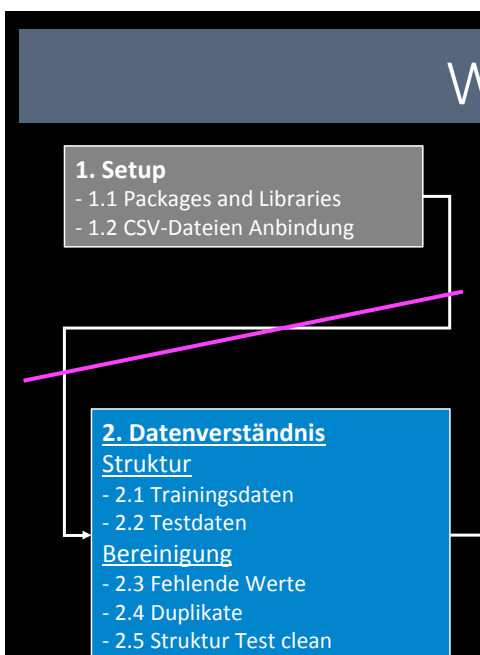 W
1. Setup
- 1.1 Packages and Libraries
- 1.2 CSV-Dateien Anbindung
2. Datenverständnis
Struktur
- 2.1 Trainingsdaten
- 2.2 Testdaten
Bereinigung
- 2.3 Fehlende Werte
- 2.4 Duplikate
- 2.5 Struktur Test clean